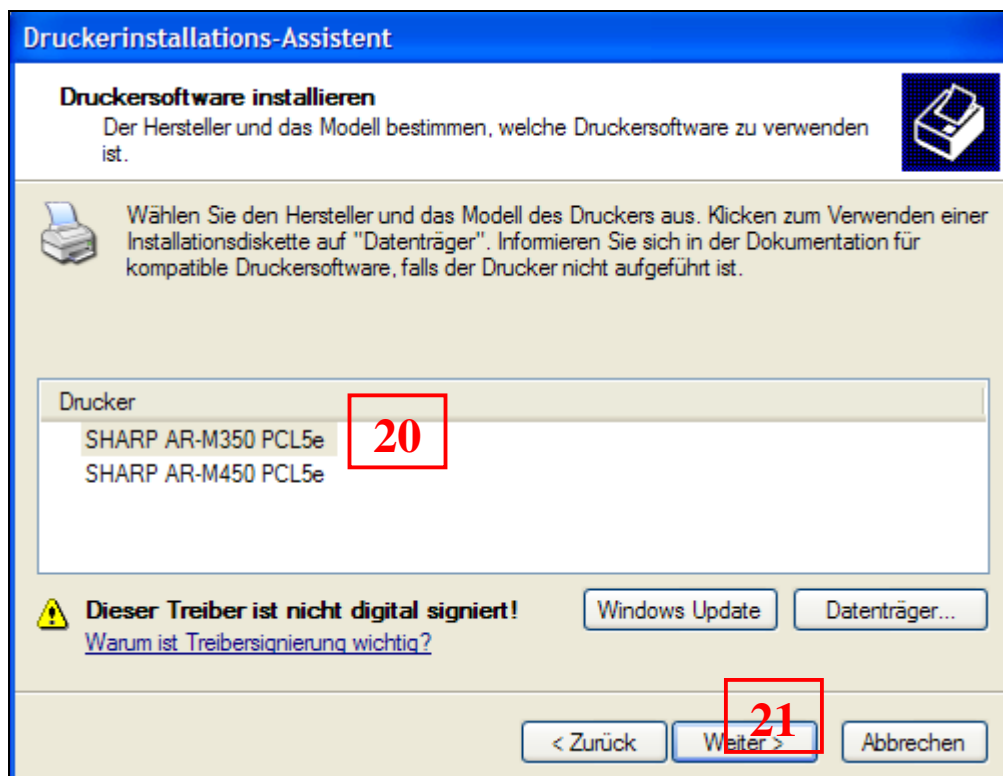 Druckerinstallations-Assistent
Druckersoftware installieren
Der Hersteller und das Modell bestimmen, welche Druckersoftware zu verwenden
ist.
Wählen Sie den Hersteller und das Modell des Druckers aus. Klicken zum Verwenden einer
Installationsdiskette auf "Datenträger". Informieren Sie sich in der Dokumentation für
kompatible Druckersoftware, falls der Drucker nicht aufgeführt ist.
Drucker
SHARP AR-M350 PCL5e
20
SHARP AR-M450 PCL5e
Dieser Treiber ist nicht digital signiert!
Windows Update
Datenträger...
Warum ist Treibersignierung wichtig?
21
< Zurück
Weiter >
Abbrechen